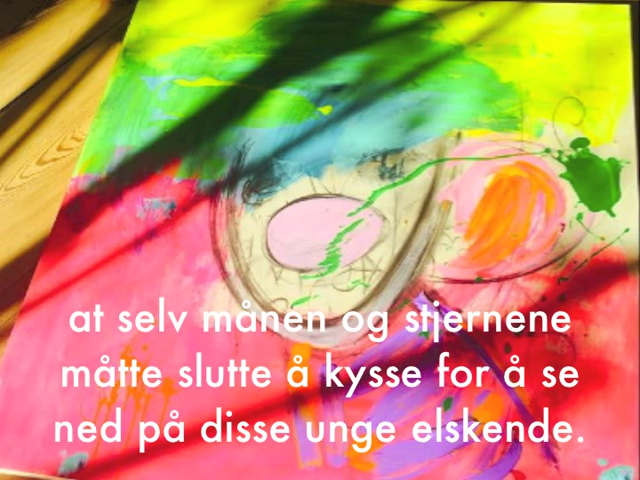 at selv månen og stjernene
måtte slutte å kysse for å se
ned på disse unge elskende.